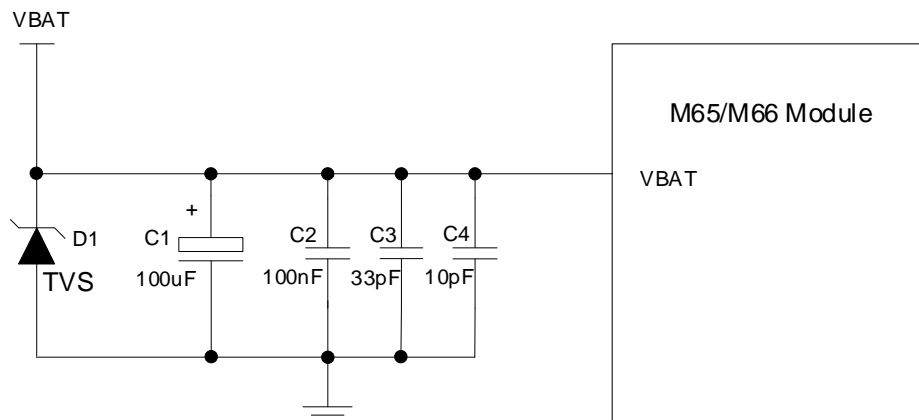 VBAT
M65/M66 Module
VBAT
+
D1
TVS
C1
100uF
C2
100nF
C3
33pF
C4
10pF